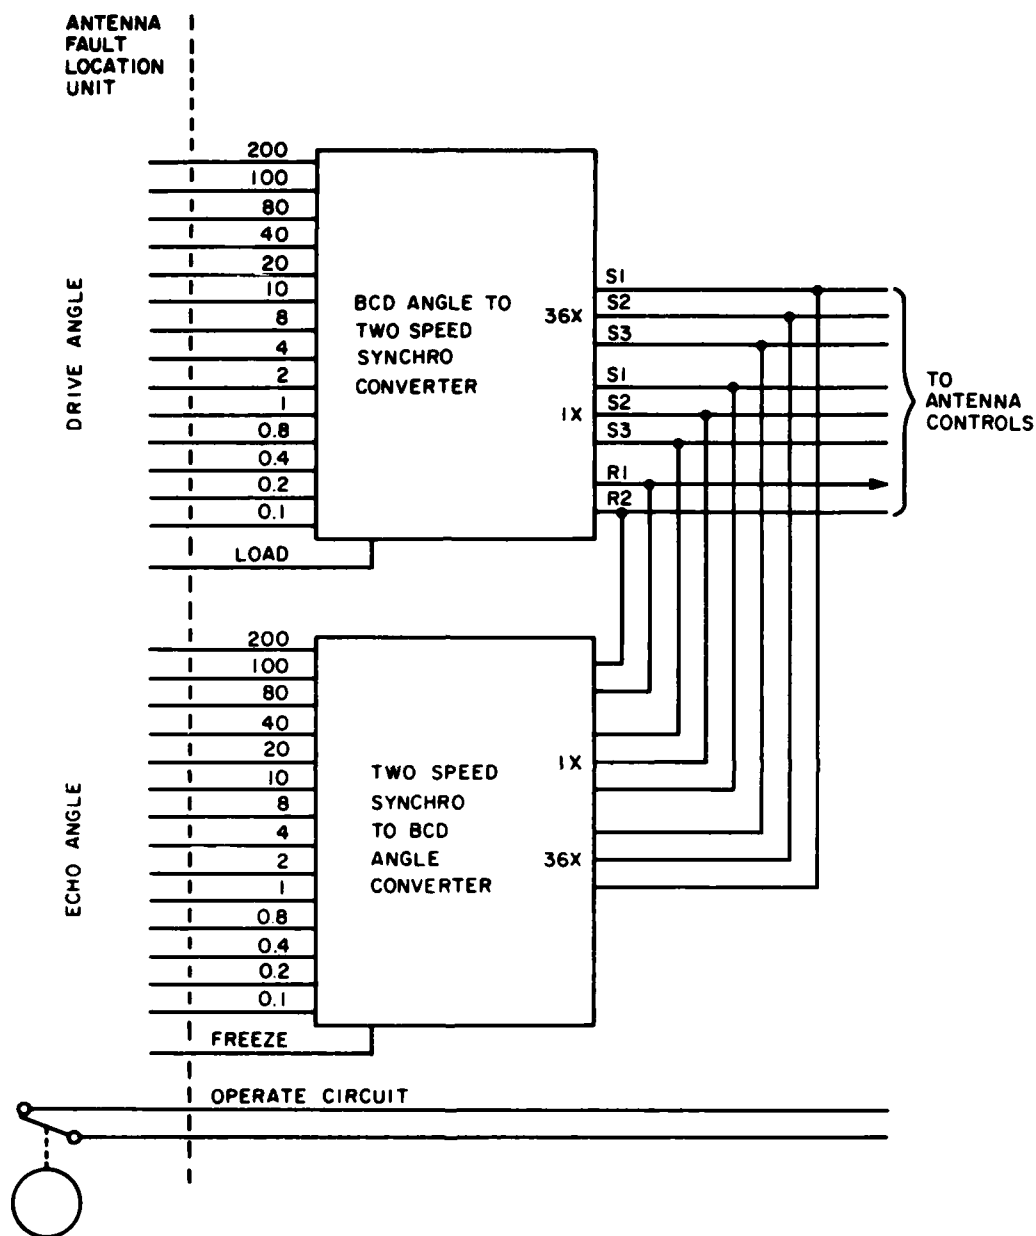 ANTENNA
FAULT
LOCATION
UNIT
DRIVE ANGLE
200
100
80
40
20
10
8
4
2
1
0.8
0.4
0.2
0.1
LOAD
BCD ANGLE TO
TWO SPEED
SYNCHRO
CONVERTER
36X
1X
S1
S2
S3
S1
S2
S3
R1
R2
TO
ANTENNA
CONTROLS
ECHO ANGLE
200
100
80
40
20
10
8
4
2
1
0.8
0.4
0.2
0.1
FREEZE
TWO SPEED
SYNCHRO
TO BCD
ANGLE
CONVERTER
1X
36X
OPERATE CIRCUIT